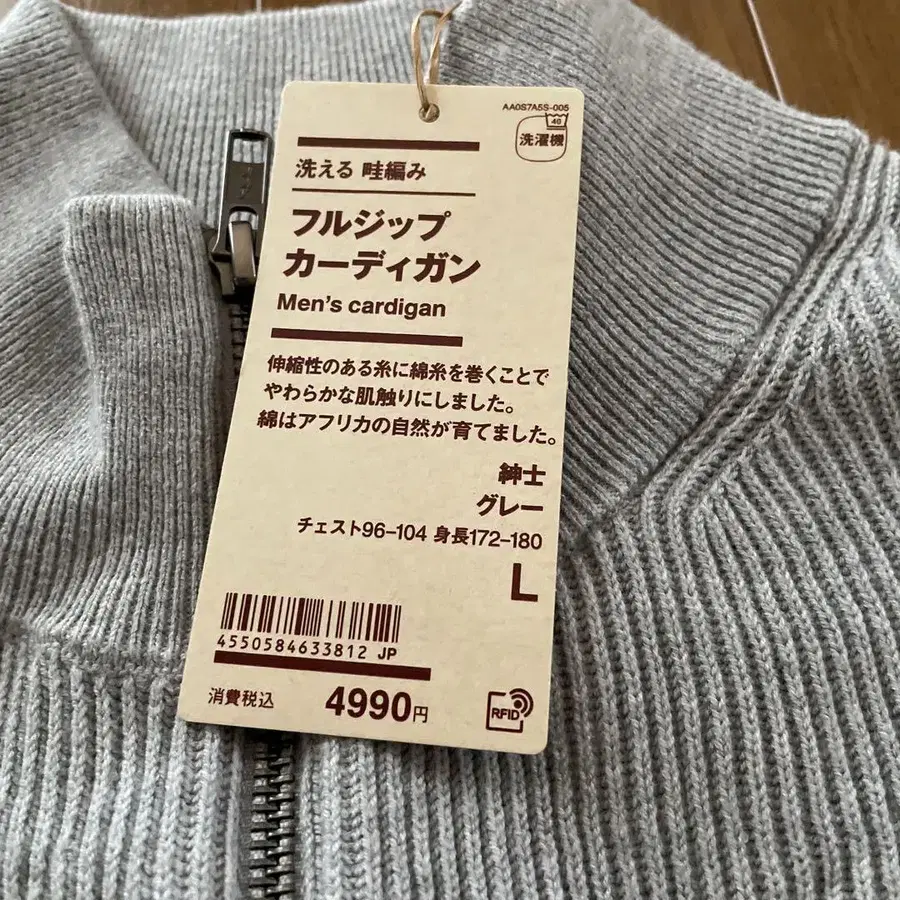 AA0S7A5S-005
40
洗濯機
洗える 畦編み
フルジップ
カーディガン
Men's cardigan
伸縮性のある糸に綿糸を巻くことで
やわらかな肌触りにしました。
綿はアフリカの自然が育てました。
紳士
グレー
チェスト96–104 身長172–180
L
4550584633812 JP
消費税込 4990円
RFID